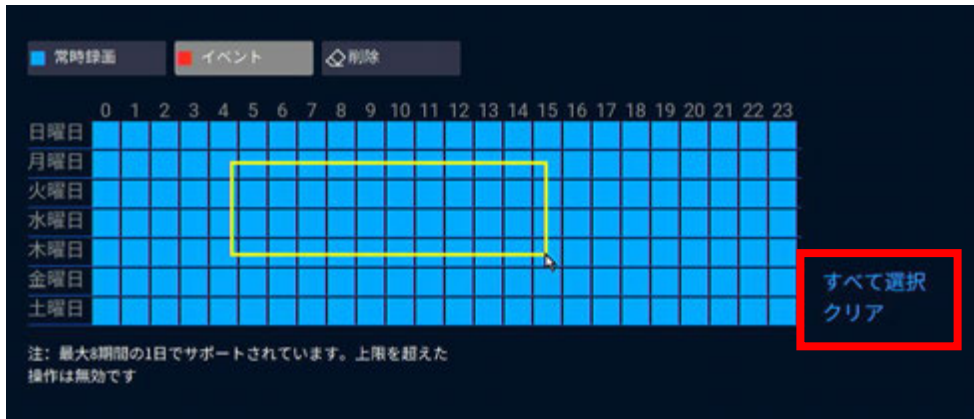 常時録画 イベント 削除
0 1 2 3 4 5 6 7 8 9 10 11 12 13 14 15 16 17 18 19 20 21 22 23
日曜日
月曜日
火曜日
水曜日
木曜日
金曜日
土曜日
すべて選択
クリア
注：最大8期間の1日でサポートされています。上限を超えた
操作は無効です